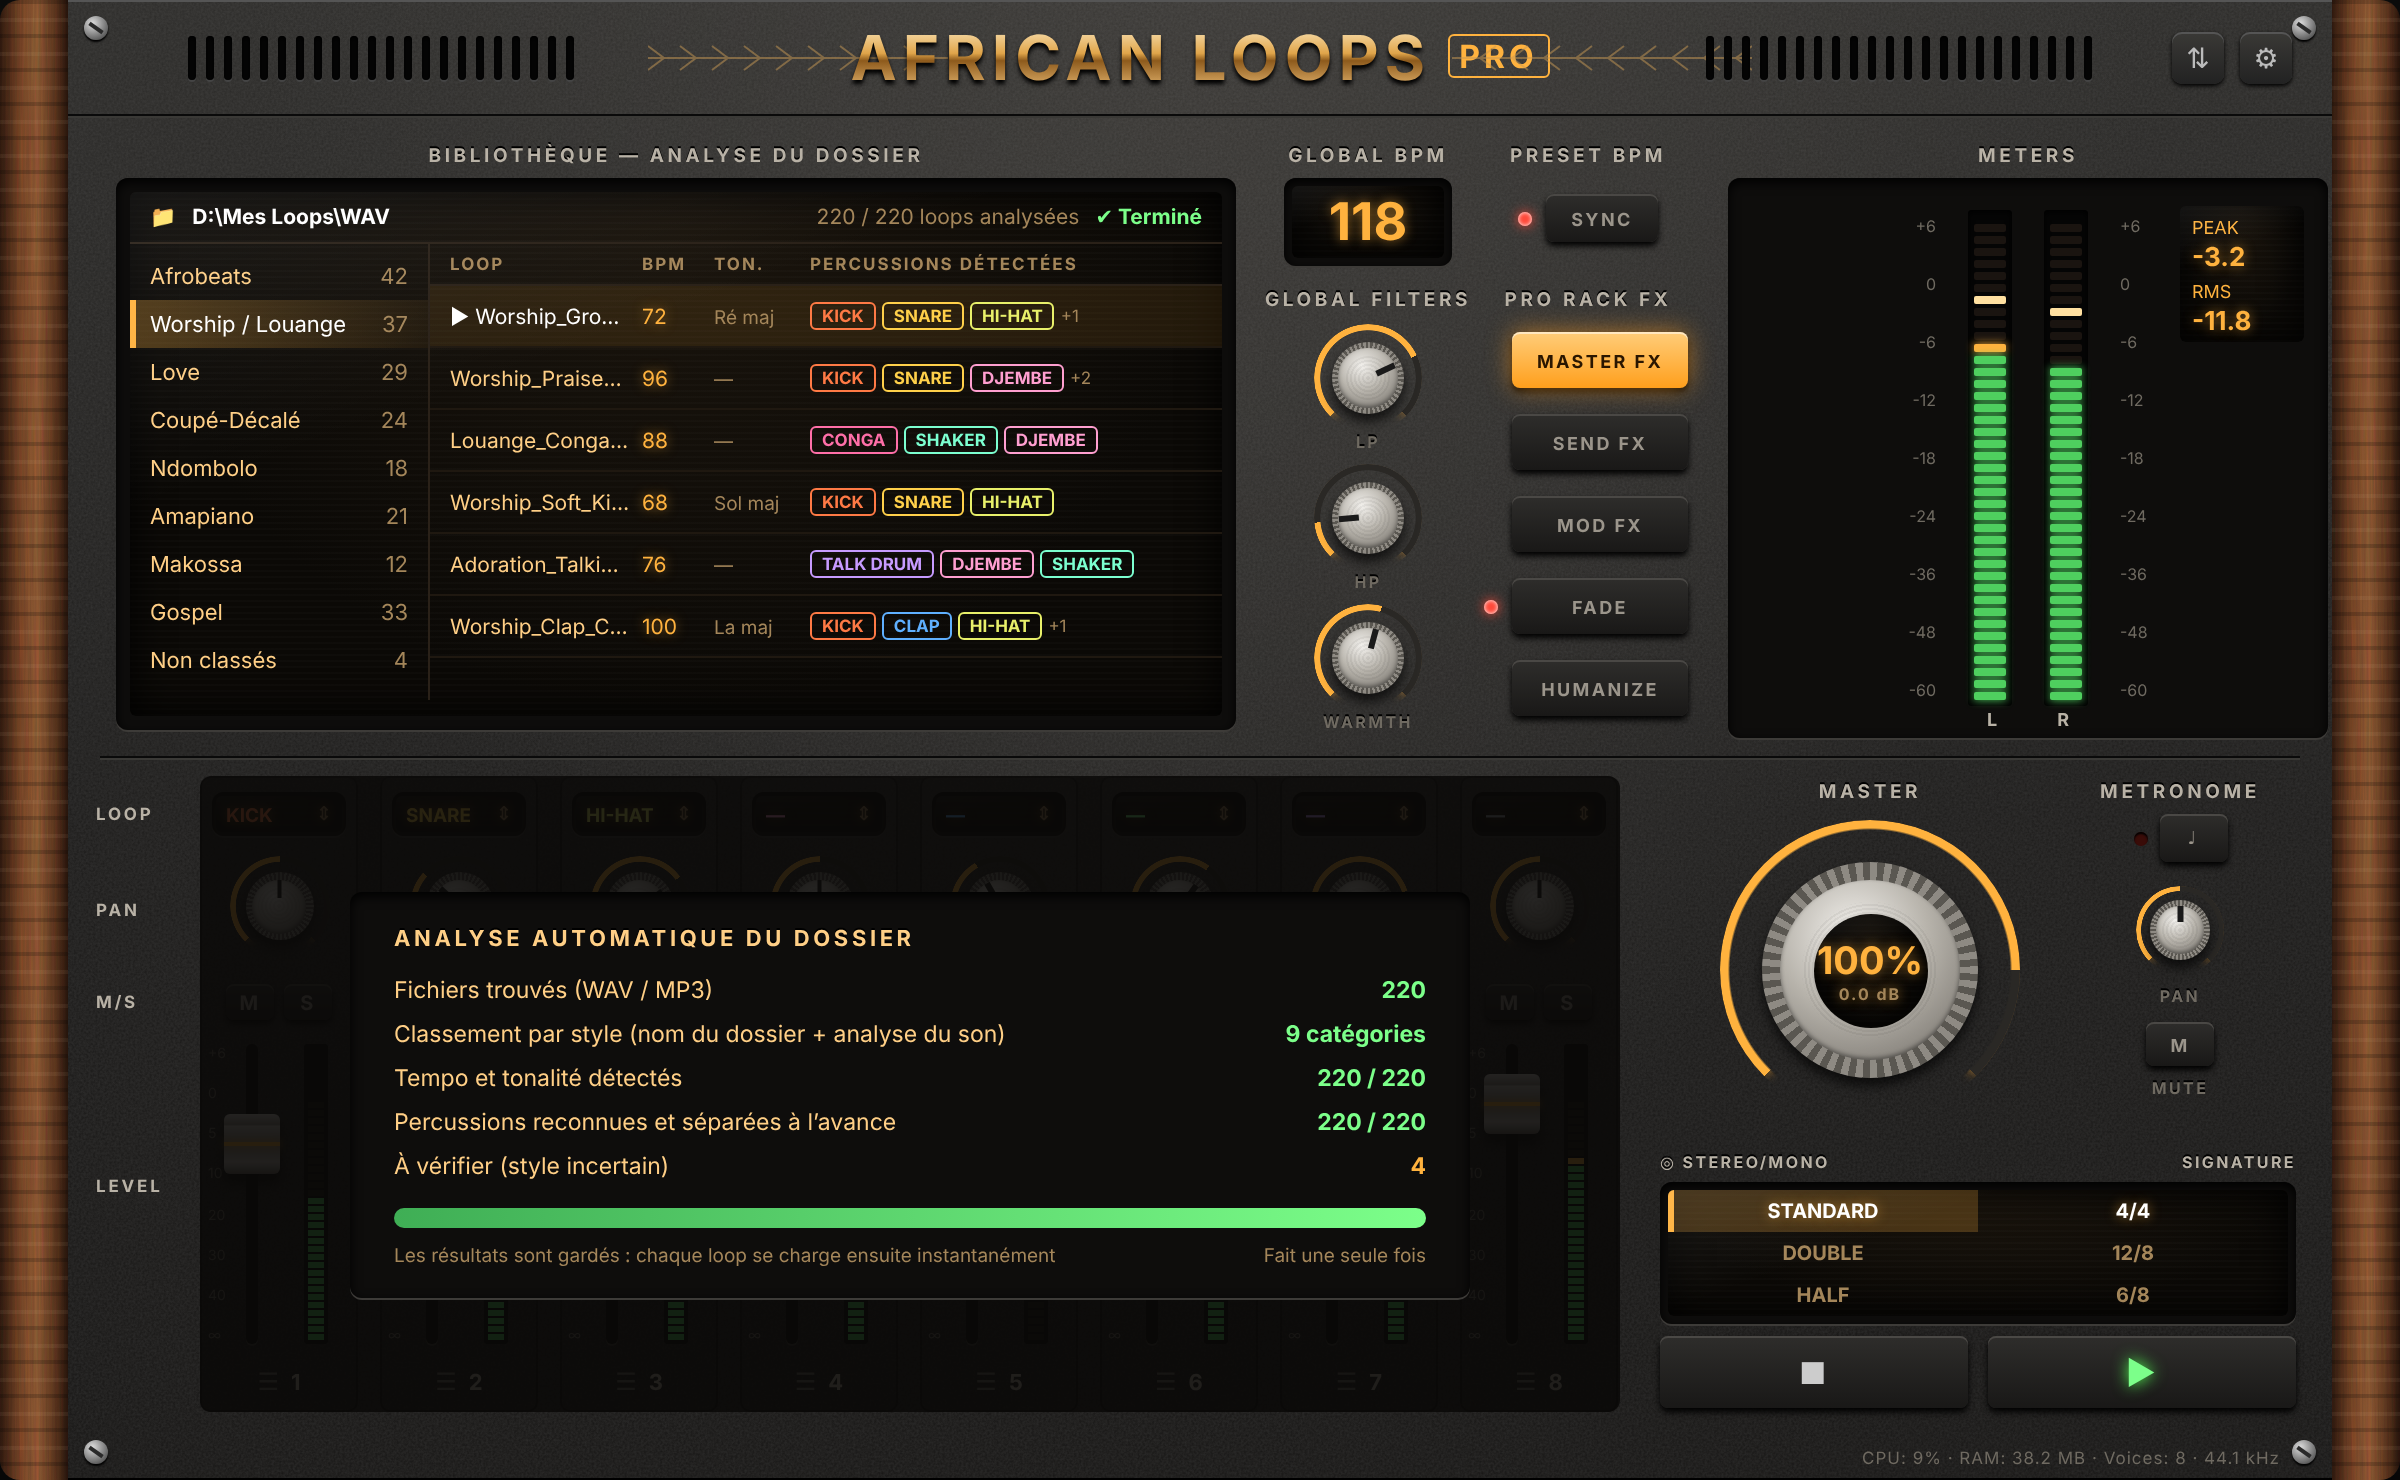 AFRICAN LOOPS PRO
BIBLIOTHÈQUE — ANALYSE DU DOSSIER
D:\Mes Loops\WAV
220 / 220 loops analysées ✔ Terminé
Afrobeats 42
Worship / Louange 37
Love 29
Coupé-Décalé 24
Ndombolo 18
Amapiano 21
Makossa 12
Gospel 33
Non classés 4
LOOP BPM TON. PERCUSSIONS DÉTECTÉES
▶ Worship_Gro... 72 Ré maj KICK SNARE HI-HAT +1
Worship_Praise... 96 — KICK SNARE DJEMBE +2
Louange_Conga... 88 — CONGA SHAKER DJEMBE
Worship_Soft_Ki... 68 Sol maj KICK SNARE HI-HAT
Adoration_Talki... 76 — TALK DRUM DJEMBE SHAKER
Worship_Clap_C... 100 La maj KICK CLAP HI-HAT +1
GLOBAL BPM
118
GLOBAL FILTERS
LP
HP
WARMTH
PRESET BPM
SYNC
PRO RACK FX
MASTER FX
SEND FX
MOD FX
FADE
HUMANIZE
METERS
+6 +6
0 0
-6 -6
-12 -12
-18 -18
-24 -24
-36 -36
-48 -48
-60 -60
L R
PEAK
-3.2
RMS
-11.8
LOOP
PAN
M/S
LEVEL
KICK SNARE HI-HAT — — — — —
M S M S
ANALYSE AUTOMATIQUE DU DOSSIER
Fichiers trouvés (WAV / MP3) 220
Classement par style (nom du dossier + analyse du son) 9 catégories
Tempo et tonalité détectés 220 / 220
Percussions reconnues et séparées à l’avance 220 / 220
À vérifier (style incertain) 4
Les résultats sont gardés : chaque loop se charge ensuite instantanément Fait une seule fois
1 2 3 4 5 6 7 8
MASTER
100%
0.0 dB
METRONOME
♩
PAN
M
MUTE
◎ STEREO/MONO SIGNATURE
STANDARD 4/4
DOUBLE 12/8
HALF 6/8
CPU: 9% · RAM: 38.2 MB · Voices: 8 · 44.1 kHz